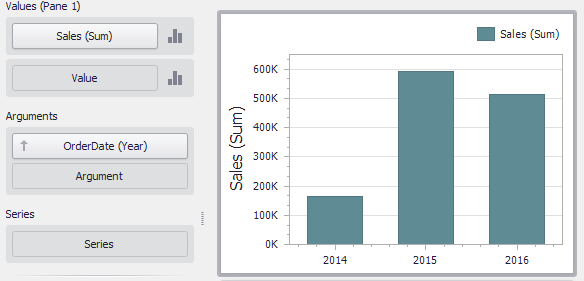 Values (Pane 1)
Sales (Sum)
Value
Arguments
OrderDate (Year)
Argument
Series
Series
Sales (Sum)
Sales (Sum)
600K
500K
400K
300K
200K
100K
0K
2014 2015 2016